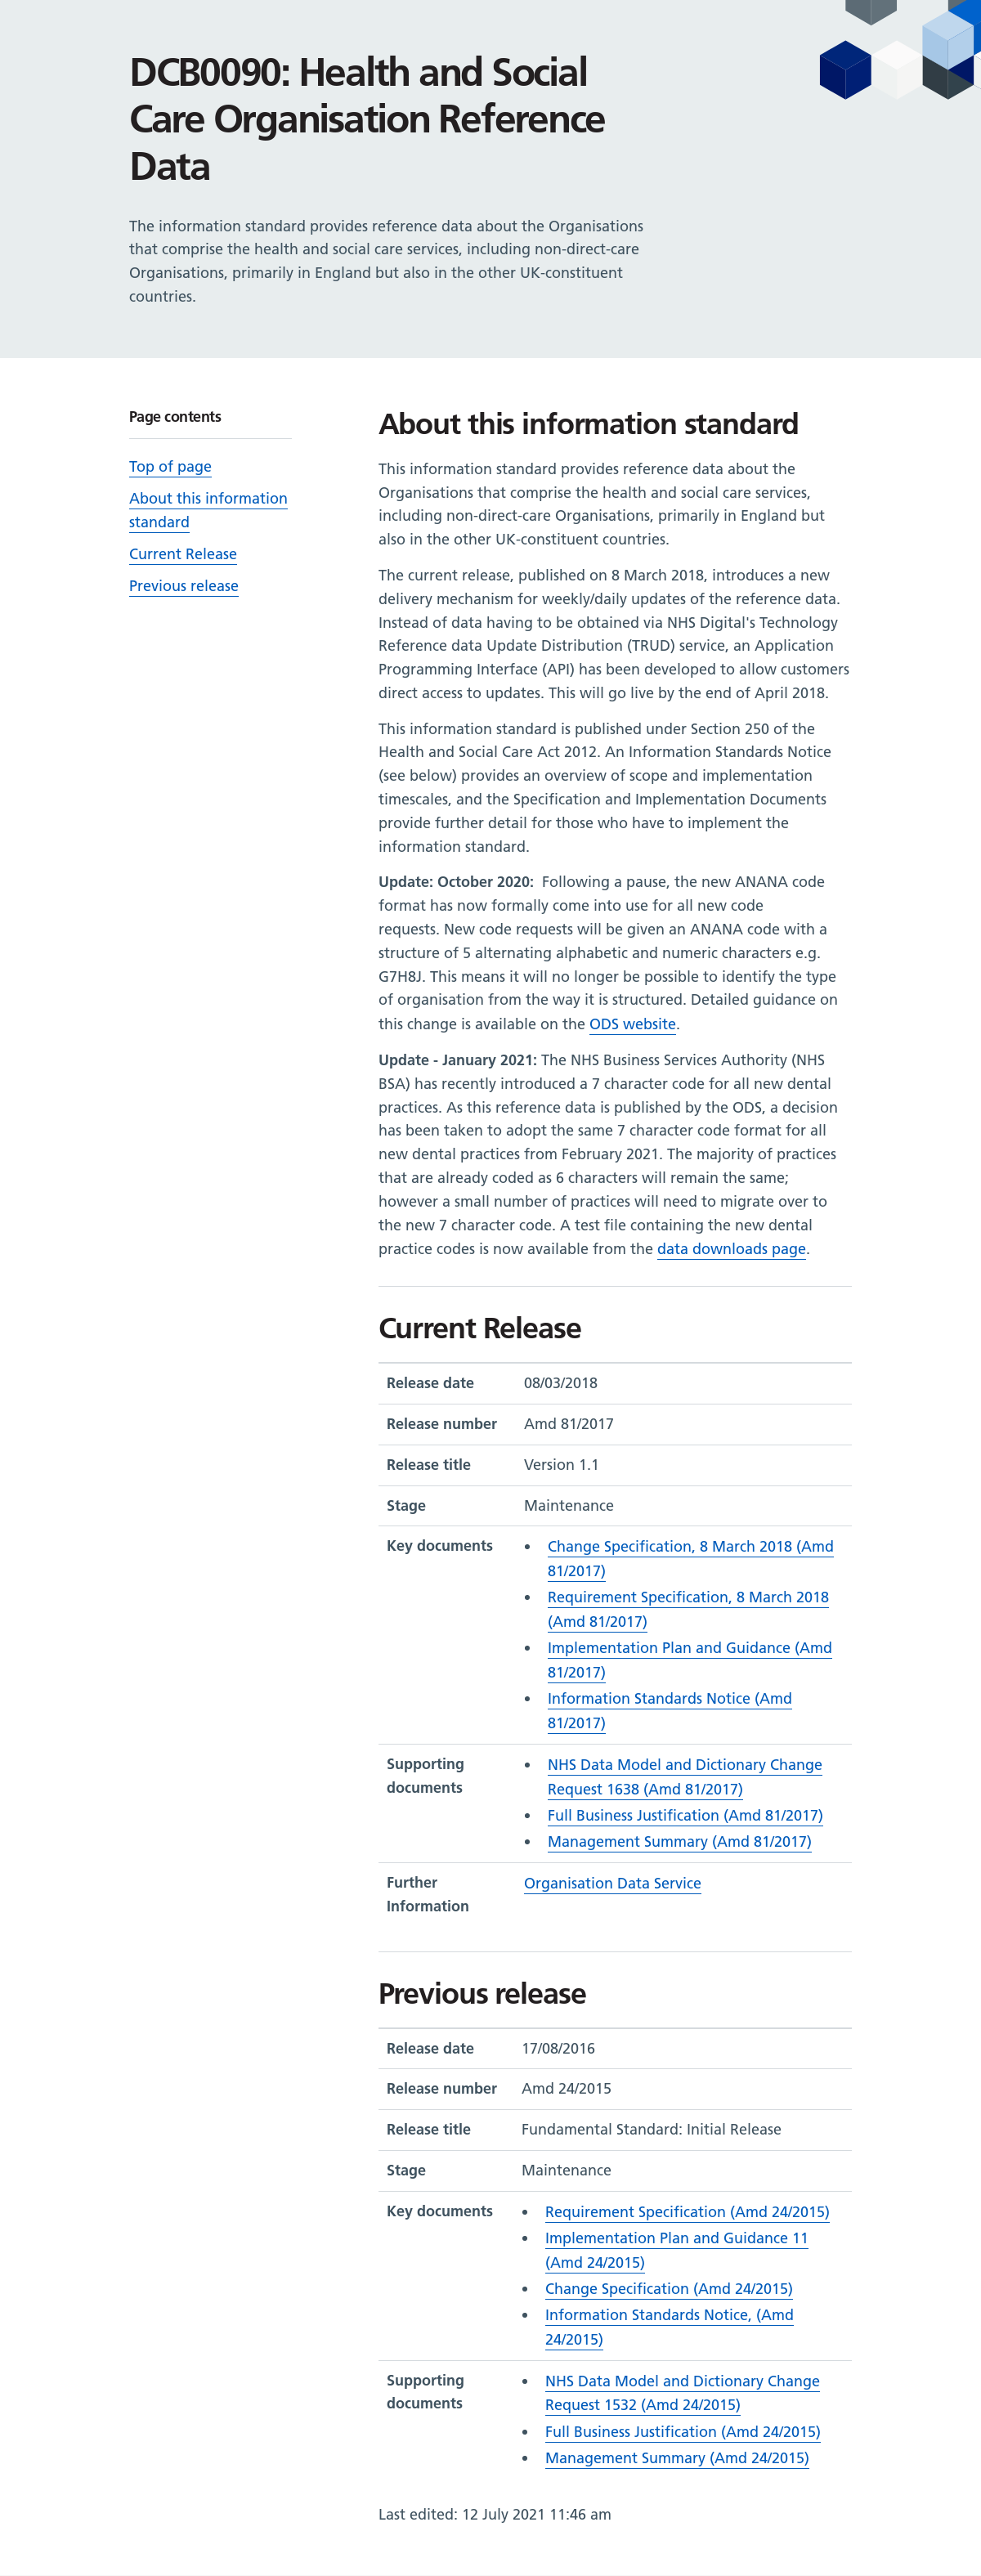 DCB0090: Health and Social
Care Organisation Reference
Data
The information standard provides reference data about the Organisations
that comprise the health and social care services, including non-direct-care
Organisations, primarily in England but also in the other UK-constituent
countries.
Page contents
Top of page
About this information
standard
Current Release
Previous release
About this information standard
This information standard provides reference data about the
Organisations that comprise the health and social care services,
including non-direct-care Organisations, primarily in England but
also in the other UK-constituent countries.
The current release, published on 8 March 2018, introduces a new
delivery mechanism for weekly/daily updates of the reference data.
Instead of data having to be obtained via NHS Digital's Technology
Reference data Update Distribution (TRUD) service, an Application
Programming Interface (API) has been developed to allow customers
direct access to updates. This will go live by the end of April 2018.
This information standard is published under Section 250 of the
Health and Social Care Act 2012. An Information Standards Notice
(see below) provides an overview of scope and implementation
timescales, and the Specification and Implementation Documents
provide further detail for those who have to implement the
information standard.
Update: October 2020:  Following a pause, the new ANANA code
format has now formally come into use for all new code
requests. New code requests will be given an ANANA code with a
structure of 5 alternating alphabetic and numeric characters e.g.
G7H8J. This means it will no longer be possible to identify the type
of organisation from the way it is structured. Detailed guidance on
this change is available on the ODS website.
Update - January 2021: The NHS Business Services Authority (NHS
BSA) has recently introduced a 7 character code for all new dental
practices. As this reference data is published by the ODS, a decision
has been taken to adopt the same 7 character code format for all
new dental practices from February 2021. The majority of practices
that are already coded as 6 characters will remain the same;
however a small number of practices will need to migrate over to
the new 7 character code. A test file containing the new dental
practice codes is now available from the data downloads page.
Current Release
Release date 08/03/2018
Release number Amd 81/2017
Release title Version 1.1
Stage Maintenance
Key documents • Change Specification, 8 March 2018 (Amd
81/2017)
• Requirement Specification, 8 March 2018
(Amd 81/2017)
• Implementation Plan and Guidance (Amd
81/2017)
• Information Standards Notice (Amd
81/2017)
Supporting
documents
• NHS Data Model and Dictionary Change
Request 1638 (Amd 81/2017)
• Full Business Justification (Amd 81/2017)
• Management Summary (Amd 81/2017)
Further
Information
Organisation Data Service
Previous release
Release date 17/08/2016
Release number Amd 24/2015
Release title Fundamental Standard: Initial Release
Stage Maintenance
Key documents • Requirement Specification (Amd 24/2015)
• Implementation Plan and Guidance 11
(Amd 24/2015)
• Change Specification (Amd 24/2015)
• Information Standards Notice, (Amd
24/2015)
Supporting
documents
• NHS Data Model and Dictionary Change
Request 1532 (Amd 24/2015)
• Full Business Justification (Amd 24/2015)
• Management Summary (Amd 24/2015)
Last edited: 12 July 2021 11:46 am